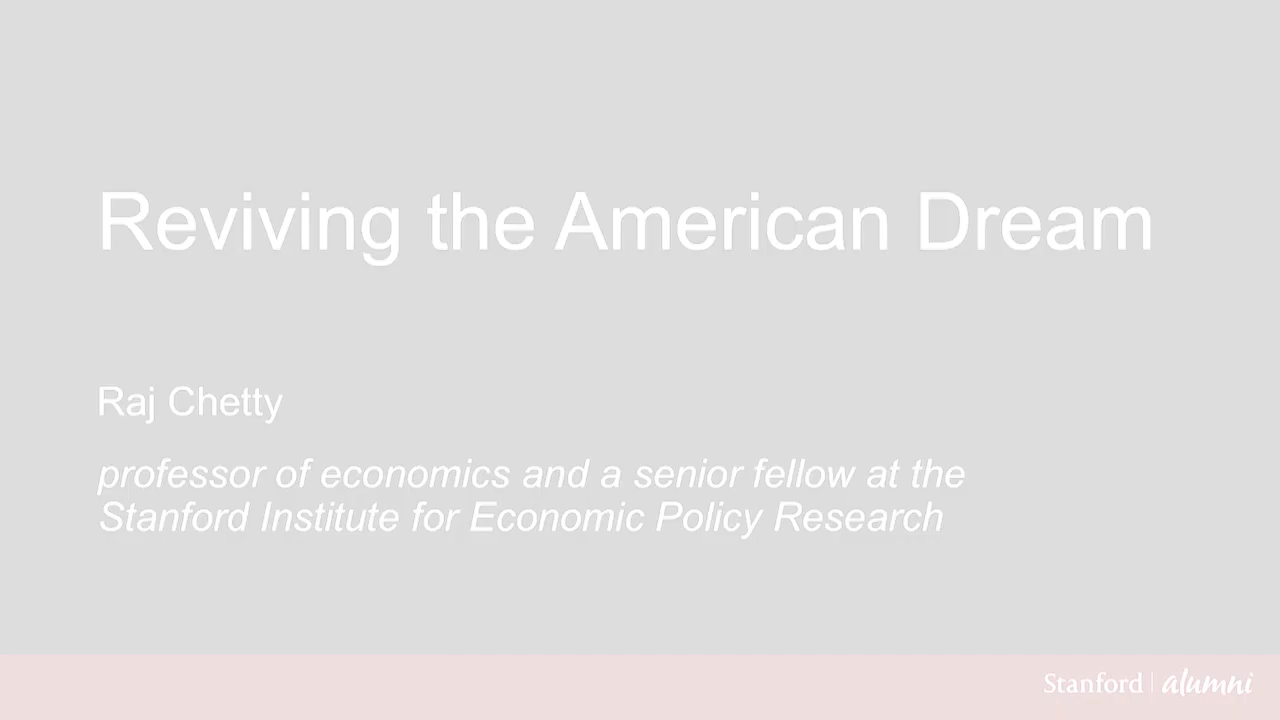 Reviving the American Dream
Raj Chetty
professor of economics and a senior fellow at the
Stanford Institute for Economic Policy Research
Stanford | alumni